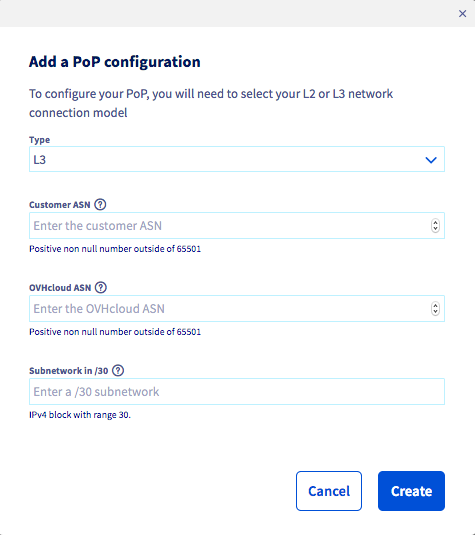 Add a PoP configuration
To configure your PoP, you will need to select your L2 or L3 network
connection model
Type
L3
Customer ASN
Enter the customer ASN
Positive non null number outside of 65501
OVHcloud ASN
Enter the OVHcloud ASN
Positive non null number outside of 65501
Subnetwork in /30
Enter a /30 subnetwork
IPv4 block with range 30.
Cancel
Create